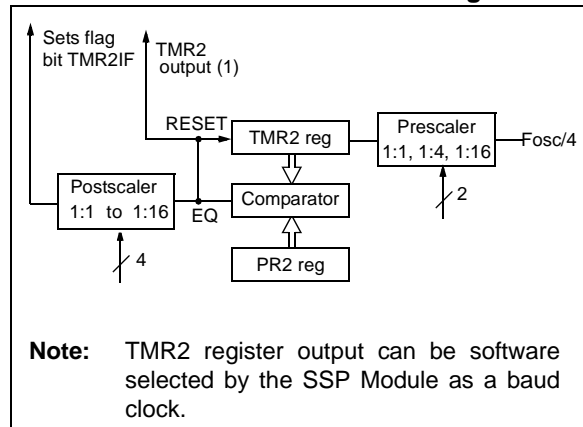 Sets flag
bit TMR2IF
TMR2
output (1)
RESET
TMR2 reg
Prescaler
1:1, 1:4, 1:16
Fosc/4
2
Postscaler
1:1 to 1:16
EQ
Comparator
4
PR2 reg
Note: TMR2 register output can be software
selected by the SSP Module as a baud
clock.